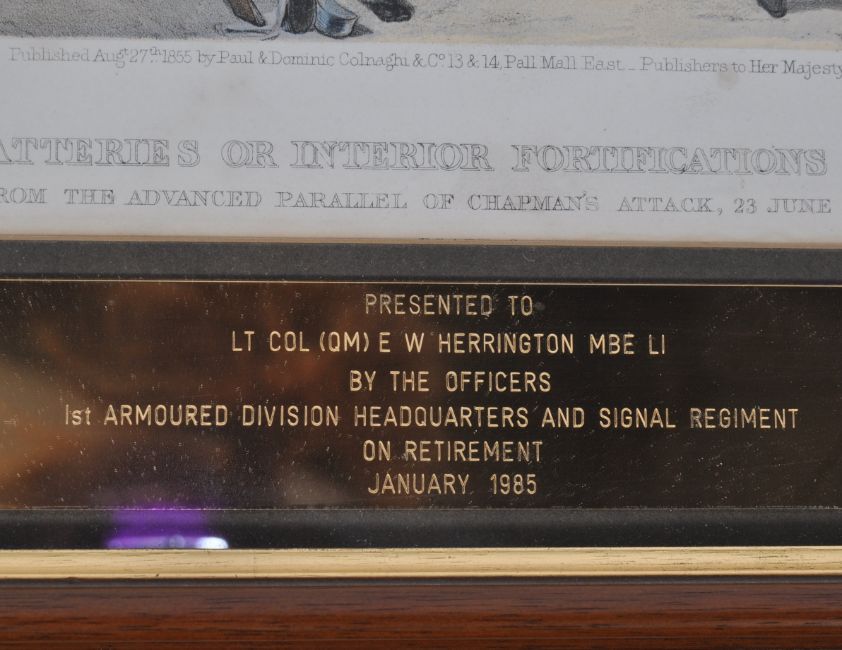 Published Augst 27th 1855 by Paul & Dominic Colnaghi & Co. 13 & 14, Pall Mall East _ Publishers to Her Majesty
ATTERIES OR INTERIOR FORTIFICATIONS
ROM THE ADVANCED PARALLEL OF CHAPMAN'S ATTACK, 23 JUNE
PRESENTED TO
LT COL (QM) E W HERRINGTON MBE LI
BY THE OFFICERS
1st ARMOURED DIVISION HEADQUARTERS AND SIGNAL REGIMENT
ON RETIREMENT
JANUARY 1985